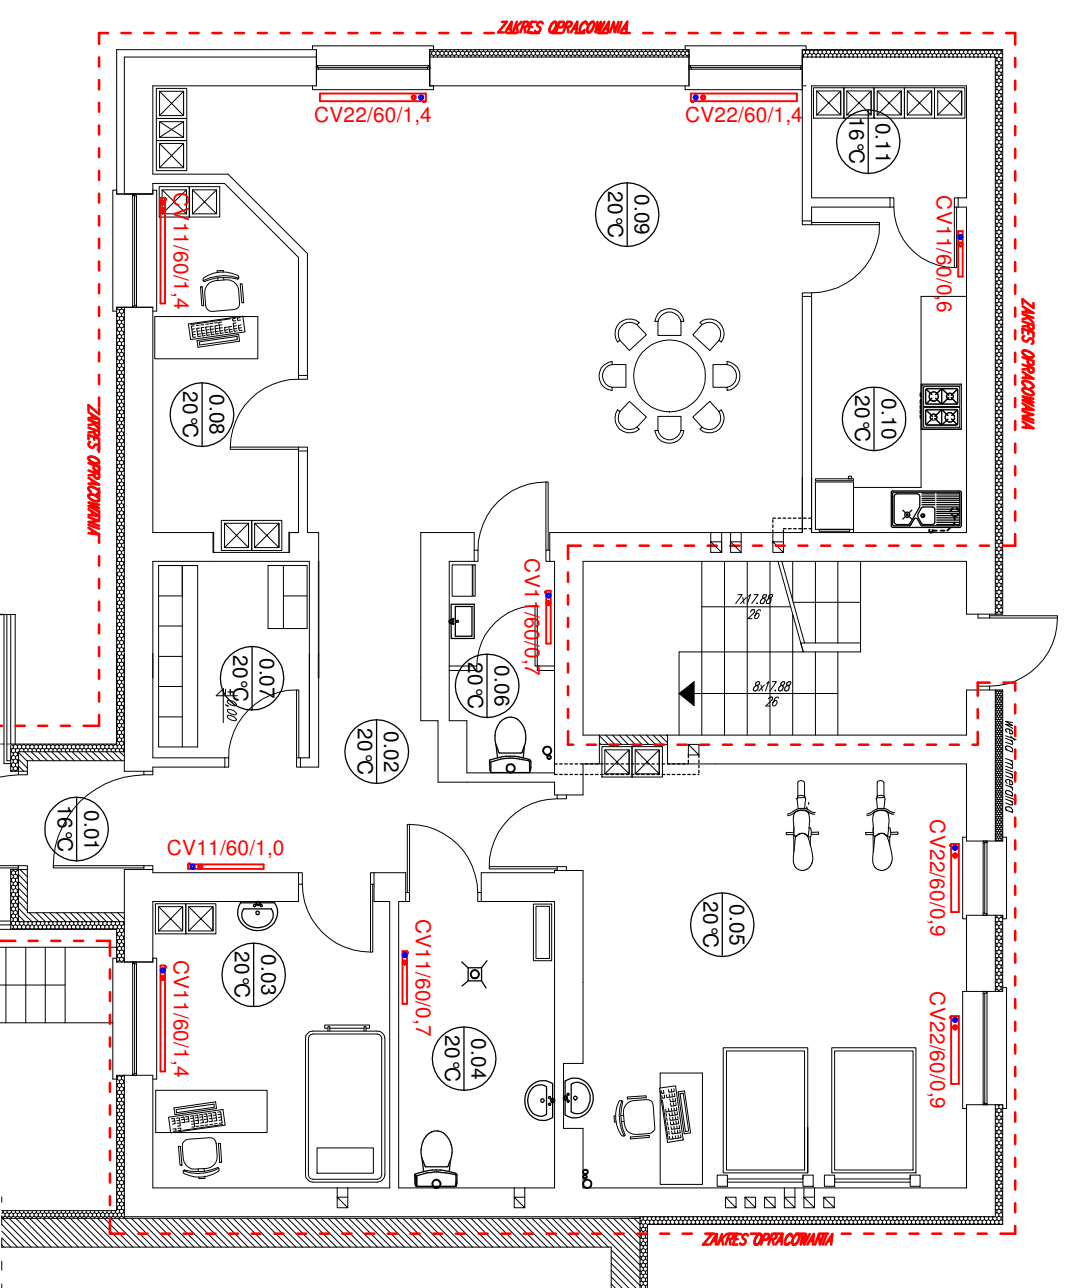 ZAKRES OPRACOWANIA
CV22/60/1,4
CV22/60/1,4
0.11
16°C
CV11/60/1,4
0.09
20°C
CV11/60/0,6
ZAKRES OPRACOWANIA
0.08
20°C
0.10
20°C
ZAKRES OPRACOWANIA
CV11/60/0,7
7x17.88
26
0.07
20°C
±0,00
0.06
20°C
8x17.88
26
0.02
20°C
wełna mineralna
0.01
16°C
CV11/60/1,0
CV22/60/0,9
0.05
20°C
CV11/60/0,7
0.03
20°C
CV11/60/1,4
CV22/60/0,9
0.04
20°C
ZAKRES OPRACOWANIA